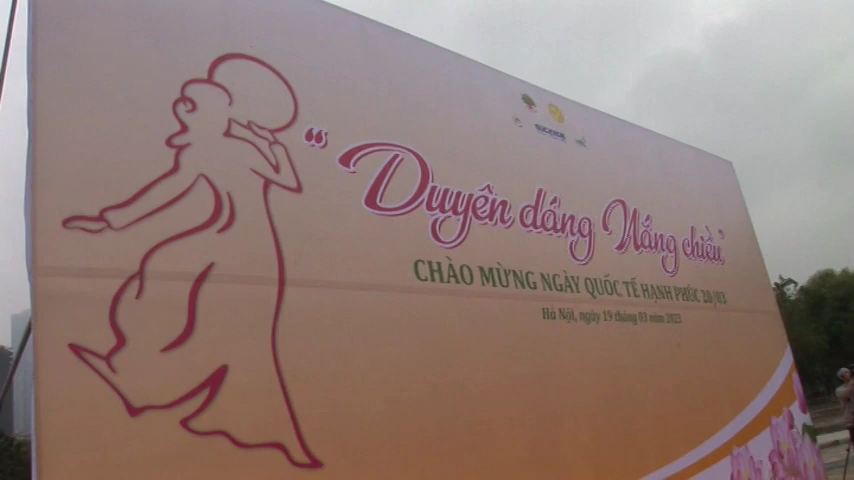 "Duyên dáng Nắng chiều"
CHÀO MỪNG NGÀY QUỐC TẾ HẠNH PHÚC 20/03
Hà Nội, ngày 19 tháng 03 năm 2023